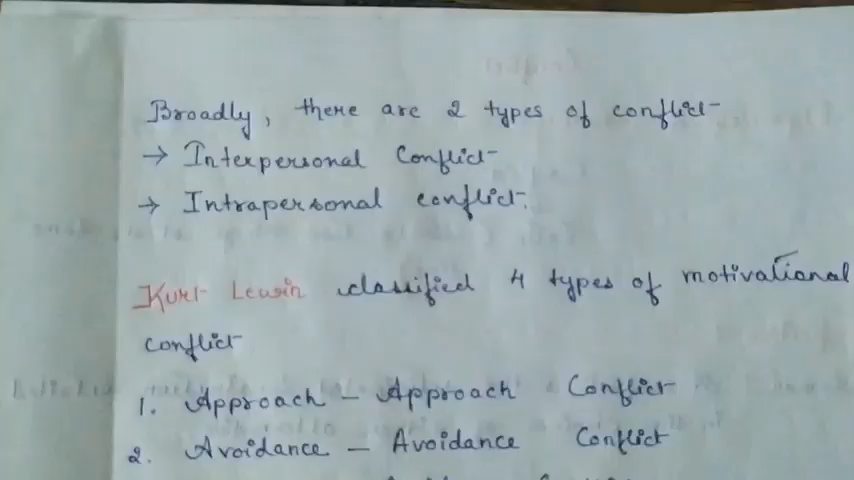 Broadly, there are 2 types of conflict
→ Interpersonal Conflict
→ Intrapersonal conflict.
Kurt Lewin classified 4 types of motivational
conflict
1. Approach - Approach Conflict
2. Avoidance - Avoidance Conflict